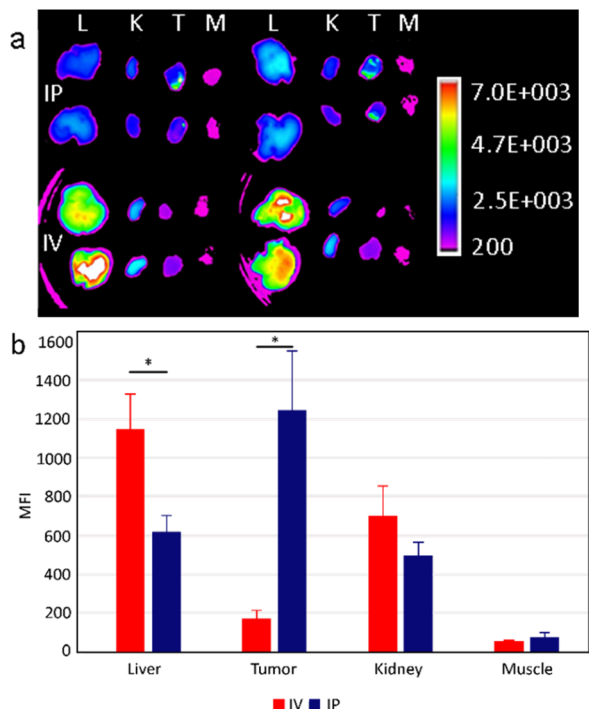 a
L K T M L K T M
IP
IV
7.0E+003
4.7E+003
2.5E+003
200
b
* *
MFI
1600
1400
1200
1000
800
600
400
200
0
Liver Tumor Kidney Muscle
IV IP